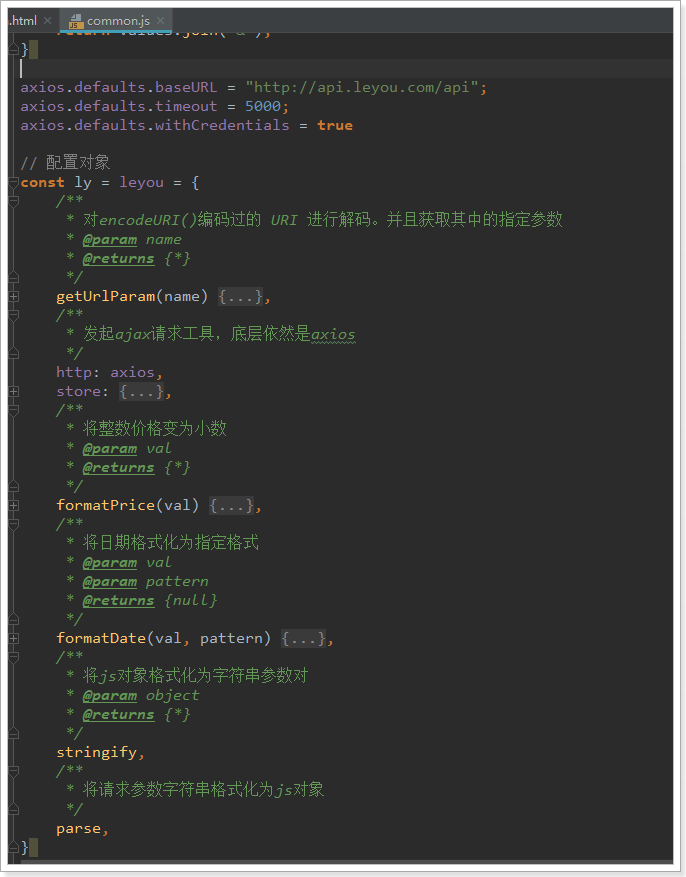 .html × common.js ×
return values.join( & );
}
axios.defaults.baseURL = "http://api.leyou.com/api";
axios.defaults.timeout = 5000;
axios.defaults.withCredentials = true
// 配置对象
const ly = leyou = {
/**
* 对encodeURI()编码过的 URI 进行解码。并且获取其中的指定参数
* @param name
* @returns {*}
*/
getUrlParam(name) {...},
/**
* 发起ajax请求工具，底层依然是axios
*/
http: axios,
store: {...},
/**
* 将整数价格变为小数
* @param val
* @returns {*}
*/
formatPrice(val) {...},
/**
* 将日期格式化为指定格式
* @param val
* @param pattern
* @returns {null}
*/
formatDate(val, pattern) {...},
/**
* 将js对象格式化为字符串参数对
* @param object
* @returns {*}
*/
stringify,
/**
* 将请求参数字符串格式化为js对象
*/
parse,
}